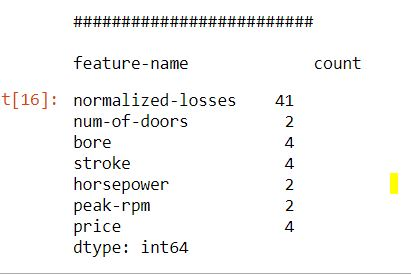 ##########################
feature-name count
t[16]: normalized-losses 41
num-of-doors 2
bore 4
stroke 4
horsepower 2
peak-rpm 2
price 4
dtype: int64